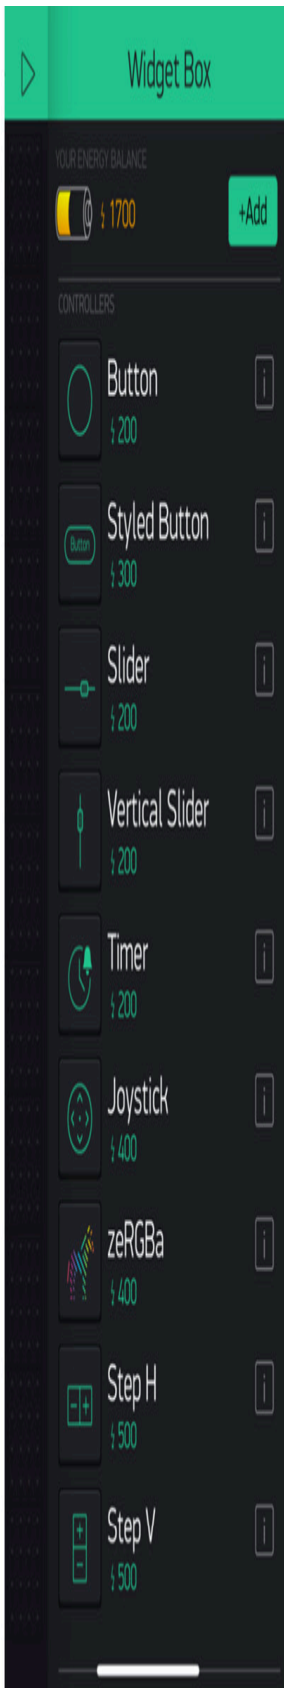 Widget Box
YOUR ENERGY BALANCE
1700
+Add
CONTROLLERS
Button
200
Styled Button
Button
300
Slider
200
Vertical Slider
200
Timer
200
Joystick
400
zeRGBa
400
Step H
500
Step V
500